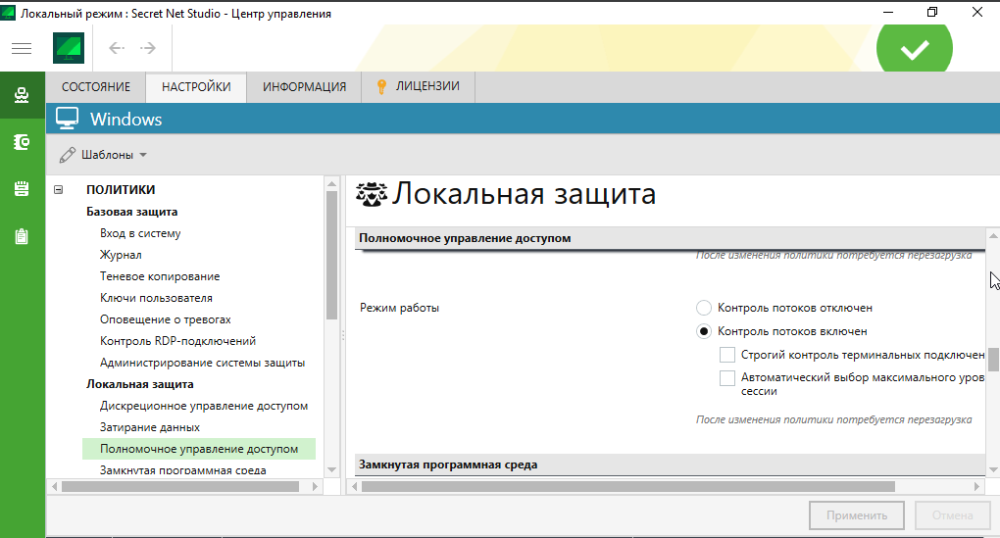 Локальный режим : Secret Net Studio - Центр управления
СОСТОЯНИЕ
НАСТРОЙКИ
ИНФОРМАЦИЯ
ЛИЦЕНЗИИ
Windows
Шаблоны
ПОЛИТИКИ
Базовая защита
Вход в систему
Журнал
Теневое копирование
Ключи пользователя
Оповещение о тревогах
Контроль RDP-подключений
Администрирование системы защиты
Локальная защита
Дискреционное управление доступом
Затирание данных
Полномочное управление доступом
Замкнутая программная среда
Локальная защита
Полномочное управление доступом
После изменения политики потребуется перезагрузка
Режим работы
Контроль потоков отключен
Контроль потоков включен
Строгий контроль терминальных подключен
Автоматический выбор максимального уров
сессии
После изменения политики потребуется перезагрузка
Замкнутая программная среда
Применить
Отмена